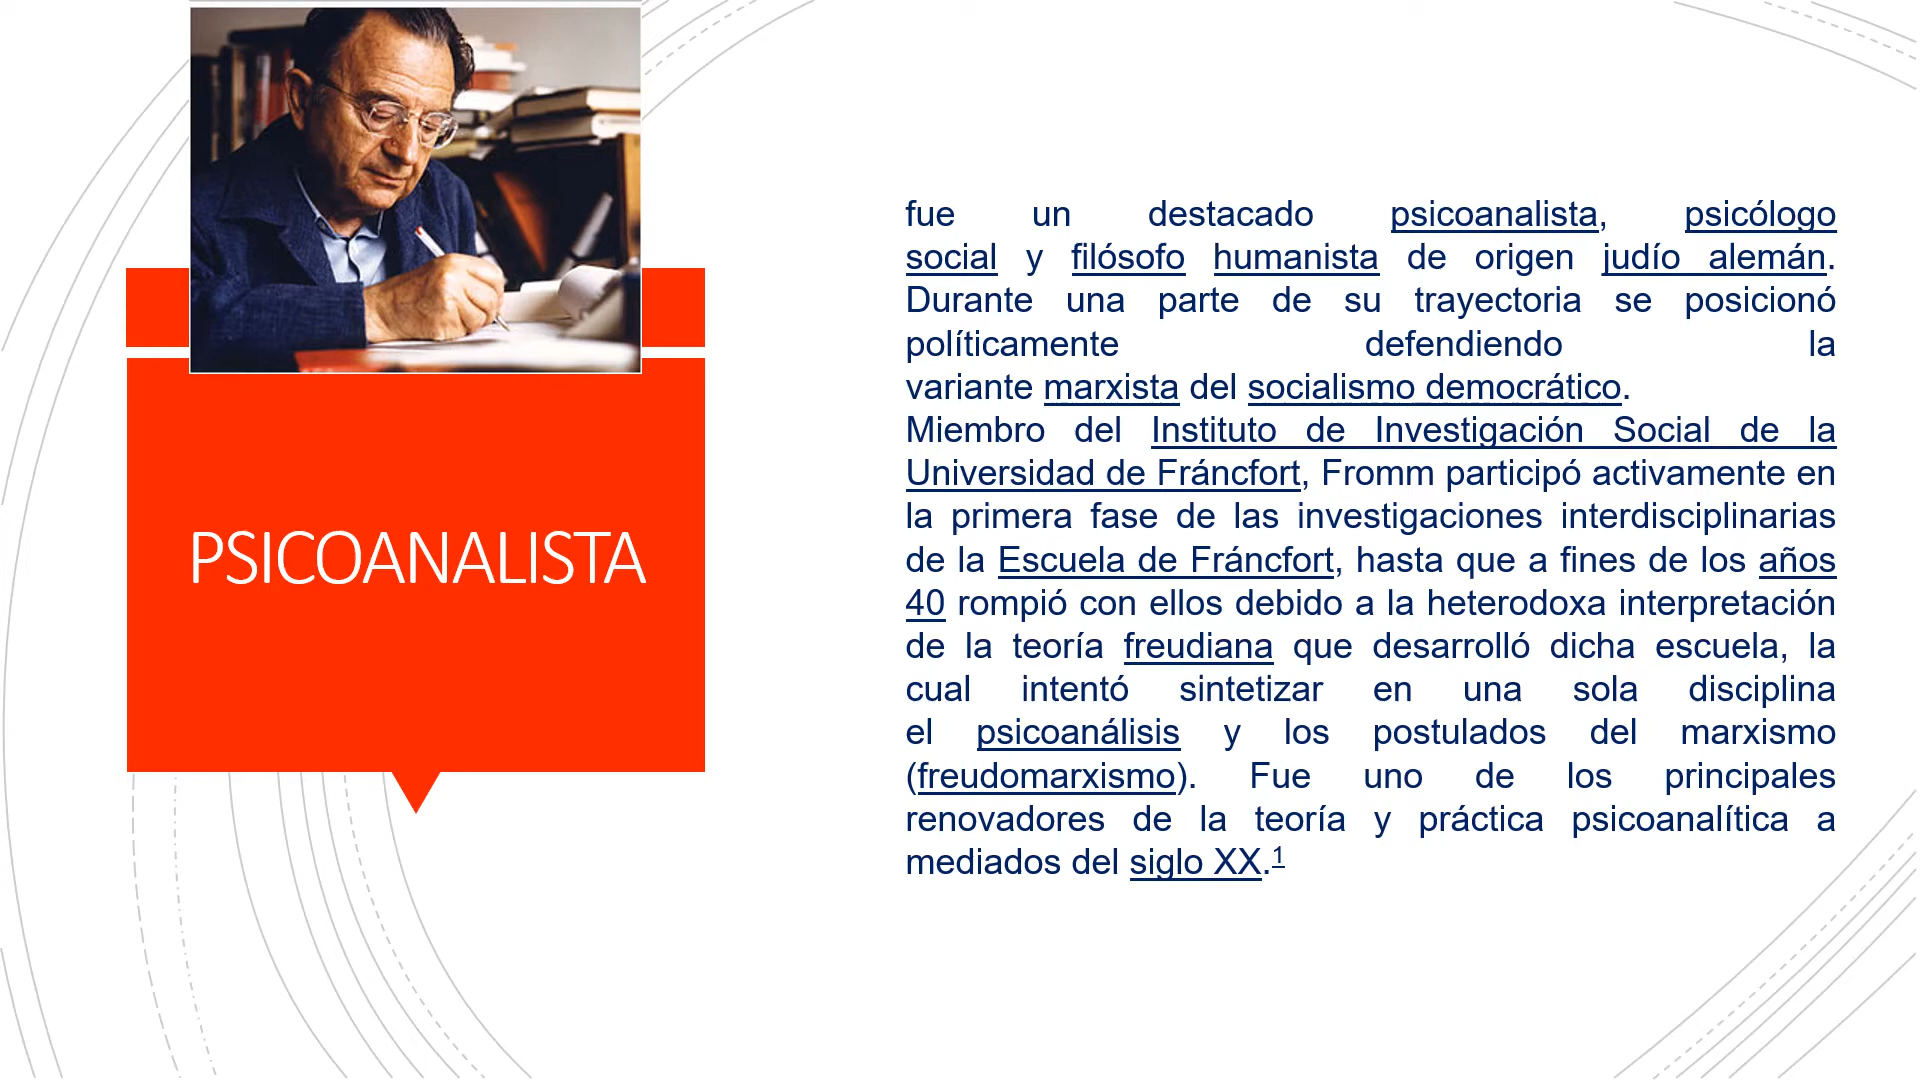 PSICOANALISTA
fue un destacado psicoanalista, psicólogo
social y filósofo humanista de origen judío alemán.
Durante una parte de su trayectoria se posicionó
políticamente defendiendo la
variante marxista del socialismo democrático.
Miembro del Instituto de Investigación Social de la
Universidad de Fráncfort, Fromm participó activamente en
la primera fase de las investigaciones interdisciplinarias
de la Escuela de Fráncfort, hasta que a fines de los años
40 rompió con ellos debido a la heterodoxa interpretación
de la teoría freudiana que desarrolló dicha escuela, la
cual intentó sintetizar en una sola disciplina
el psicoanálisis y los postulados del marxismo
(freudomarxismo). Fue uno de los principales
renovadores de la teoría y práctica psicoanalítica a
mediados del siglo XX.1